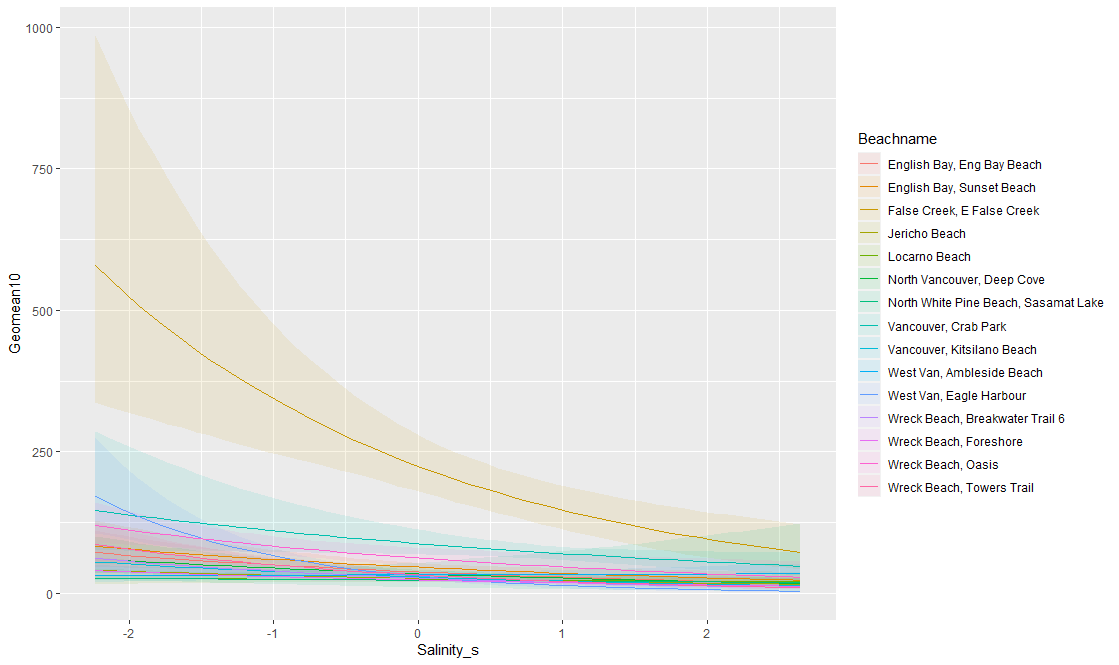 1000
750
500
250
0
Geomean10
-2 -1 0 1 2
Salinity_s
Beachname
English Bay, Eng Bay Beach
English Bay, Sunset Beach
False Creek, E False Creek
Jericho Beach
Locarno Beach
North Vancouver, Deep Cove
North White Pine Beach, Sasamat Lake
Vancouver, Crab Park
Vancouver, Kitsilano Beach
West Van, Ambleside Beach
West Van, Eagle Harbour
Wreck Beach, Breakwater Trail 6
Wreck Beach, Foreshore
Wreck Beach, Oasis
Wreck Beach, Towers Trail